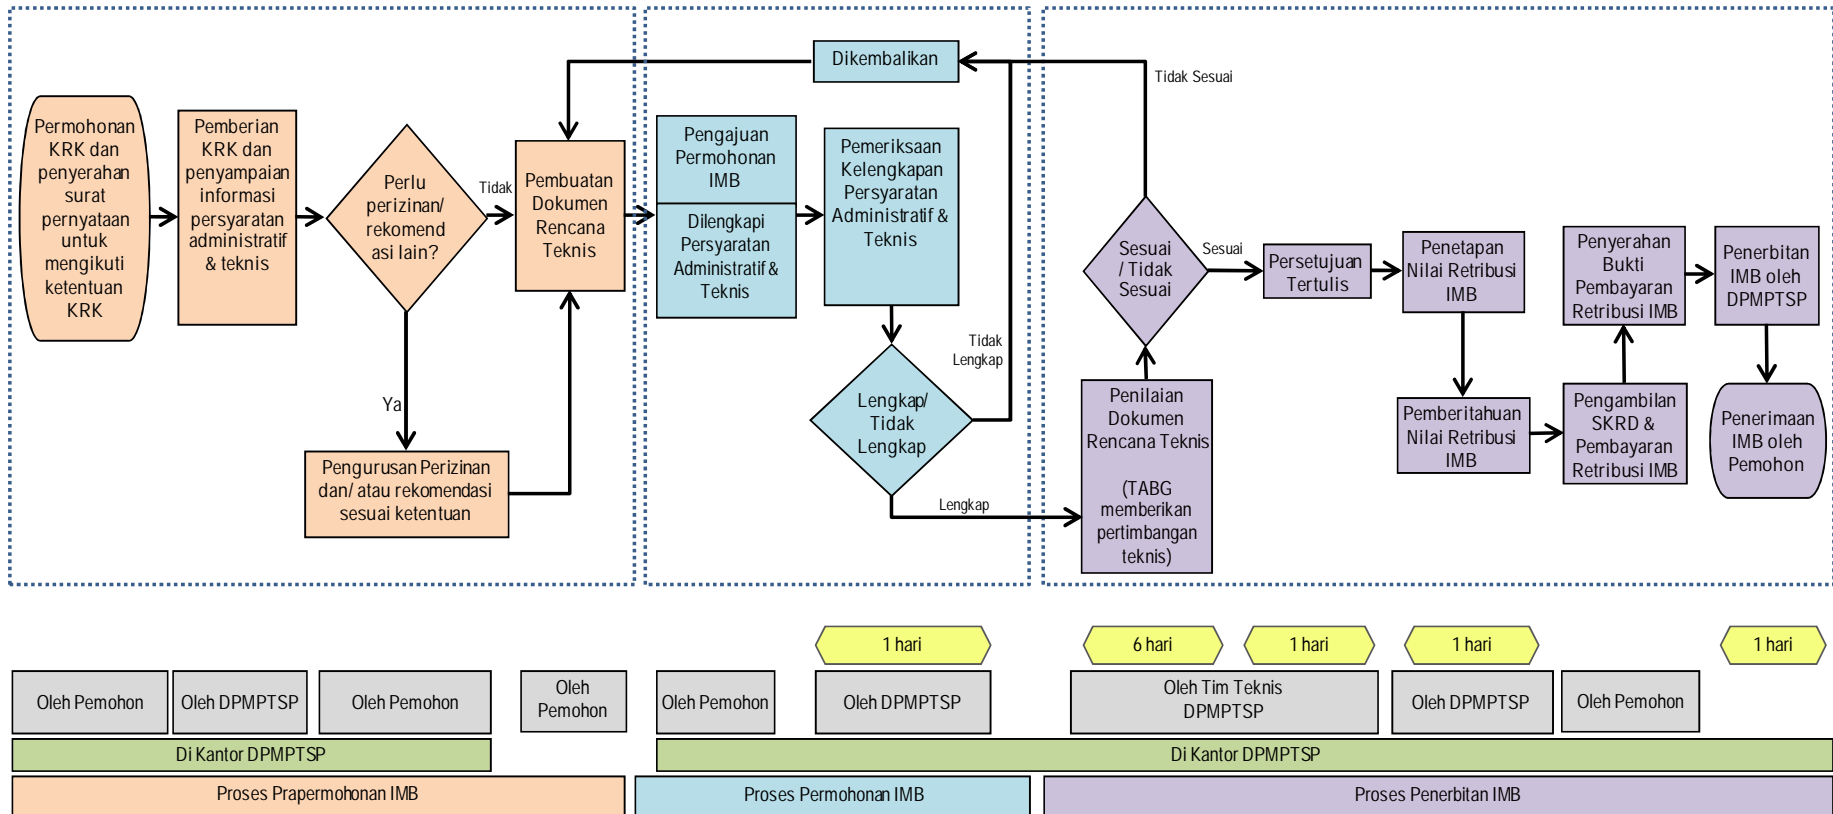 Permohonan
KRK dan
penyerahan
surat
pernyataan
untuk
mengikuti
ketentuan
KRK
Pemberian
KRK dan
penyampaian
informasi
persyaratan
administratif
& teknis
Perlu
perizinan/
rekomend
asi lain?
Tidak
Ya
Pengurusan Perizinan
dan/ atau rekomendasi
sesuai ketentuan
Pembuatan
Dokumen
Rencana
Teknis
Dikembalikan
Pengajuan
Permohonan
IMB
Dilengkapi
Persyaratan
Administratif &
Teknis
Pemeriksaan
Kelengkapan
Persyaratan
Administratif &
Teknis
Lengkap/
Tidak
Lengkap
Tidak
Lengkap
Lengkap
Penilaian
Dokumen
Rencana Teknis
(TABG
memberikan
pertimbangan
teknis)
Sesuai
/ Tidak
Sesuai
Tidak Sesuai
Sesuai
Persetujuan
Tertulis
Penetapan
Nilai Retribusi
IMB
Pemberitahuan
Nilai Retribusi
IMB
Pengambilan
SKRD &
Pembayaran
Retribusi IMB
Penyerahan
Bukti
Pembayaran
Retribusi IMB
Penerbitan
IMB oleh
DPMPTSP
Penerimaan
IMB oleh
Pemohon
1 hari
6 hari
1 hari
1 hari
1 hari
Oleh Pemohon
Oleh DPMPTSP
Oleh Pemohon
Oleh
Pemohon
Oleh Pemohon
Oleh DPMPTSP
Oleh Tim Teknis
DPMPTSP
Oleh DPMPTSP
Oleh Pemohon
Di Kantor DPMPTSP
Di Kantor DPMPTSP
Proses Prapermohonan IMB
Proses Permohonan IMB
Proses Penerbitan IMB